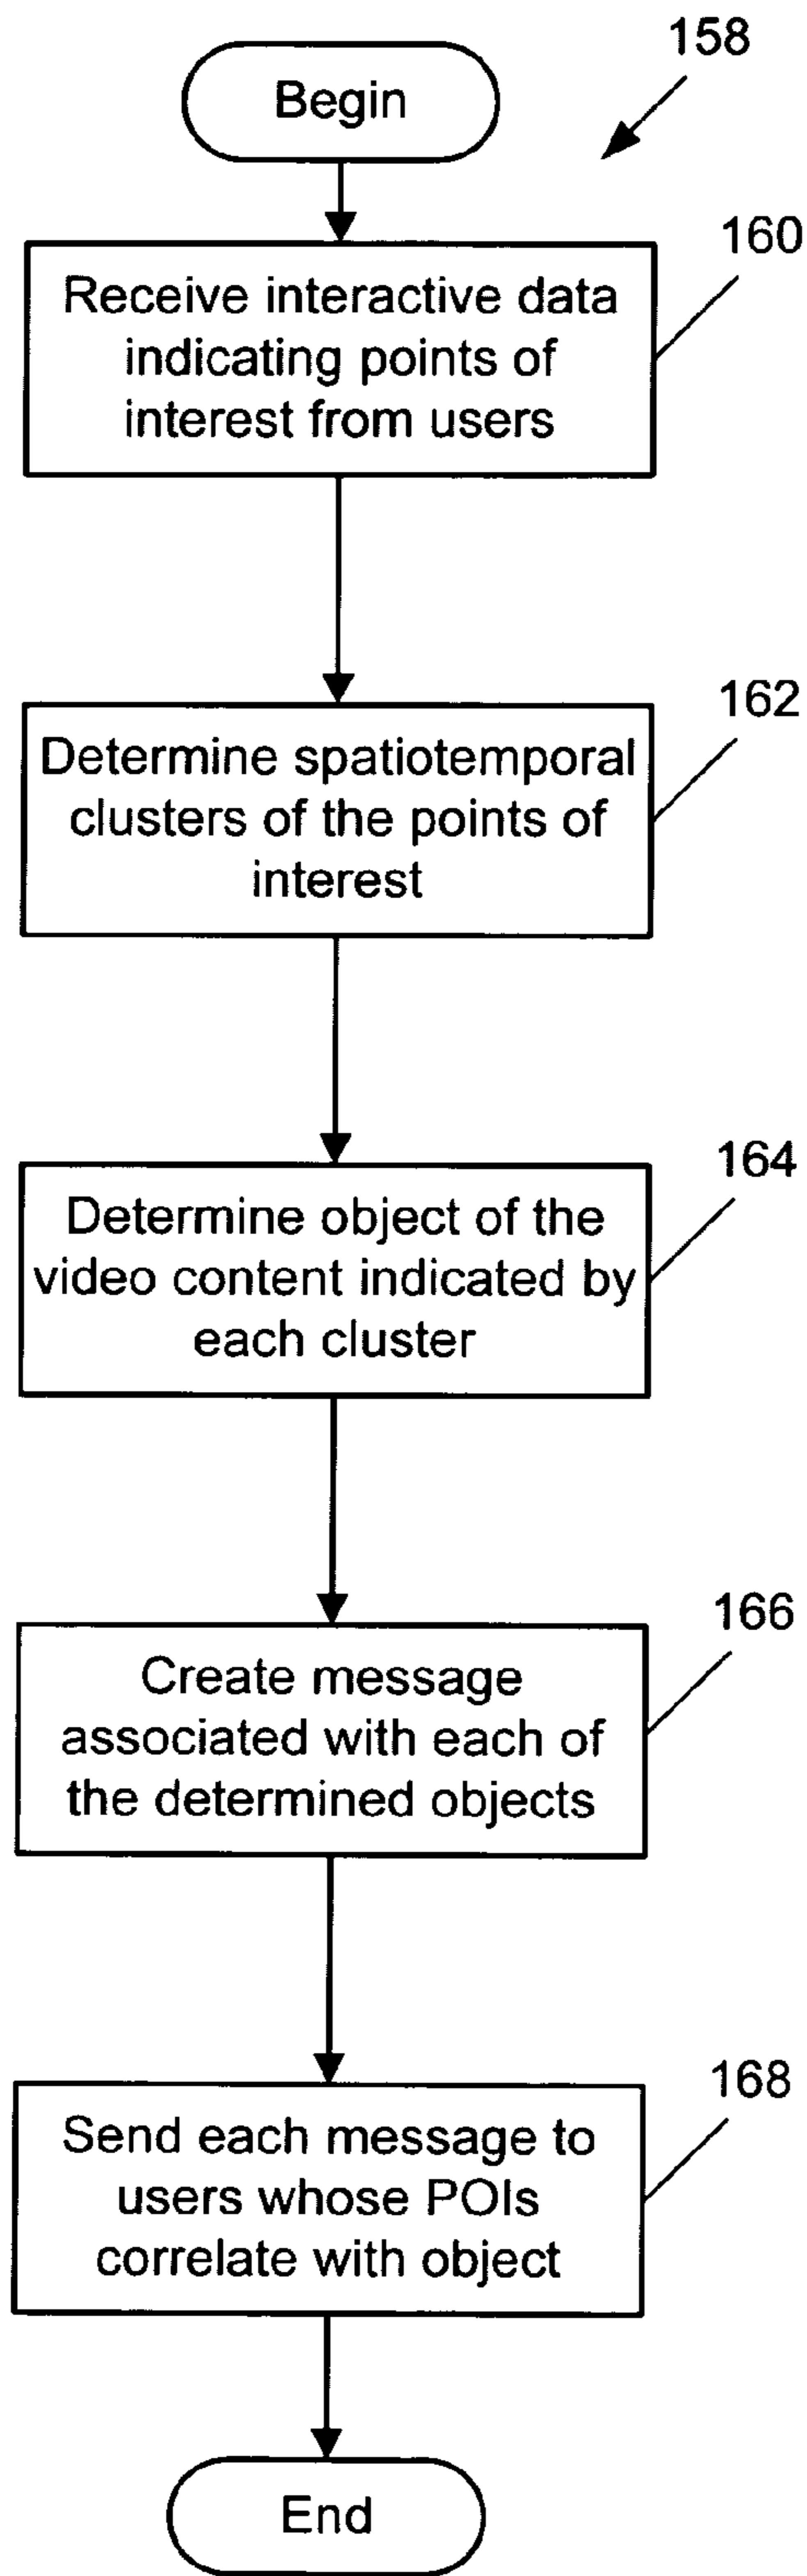 158
Begin
160
Receive interactive data
indicating points of
interest from users
162
Determine spatiotemporal
clusters of the points of
interest
164
Determine object of the
video content indicated by
each cluster
166
Create message
associated with each of
the determined objects
168
Send each message to
users whose POIs
correlate with object
End